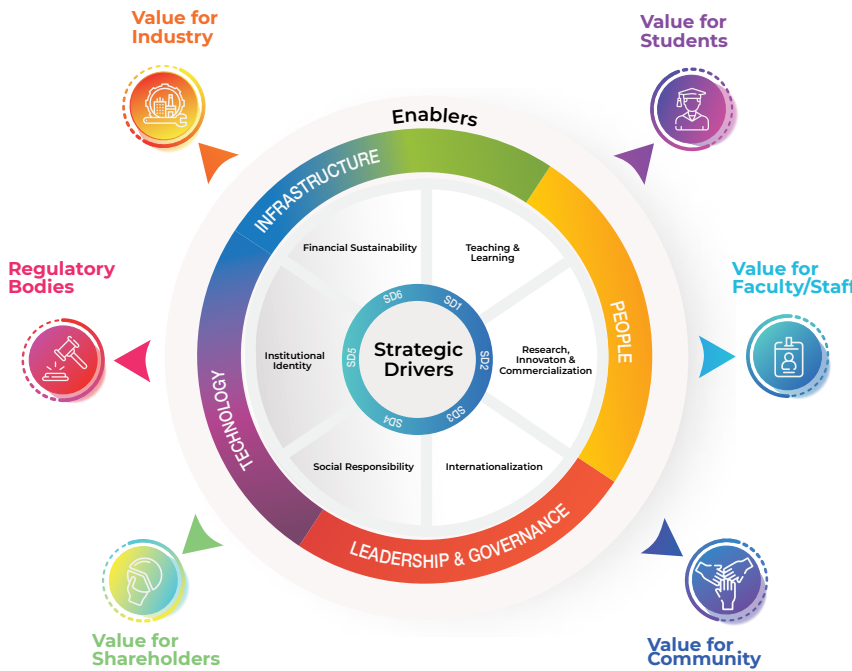 Value for
Industry
Value for
Students
Enablers
INFRASTRUCTURE
PEOPLE
LEADERSHIP & GOVERNANCE
TECHNOLOGY
Financial Sustainability
Teaching &
Learning
Research,
Innovaton &
Commercialization
Internationalization
Social Responsibility
Institutional
Identity
SD6
SD1
SD2
SD3
SD4
SD5
Strategic
Drivers
Regulatory
Bodies
Value for
Faculty/Staff
Value for
Shareholders
Value for
Community